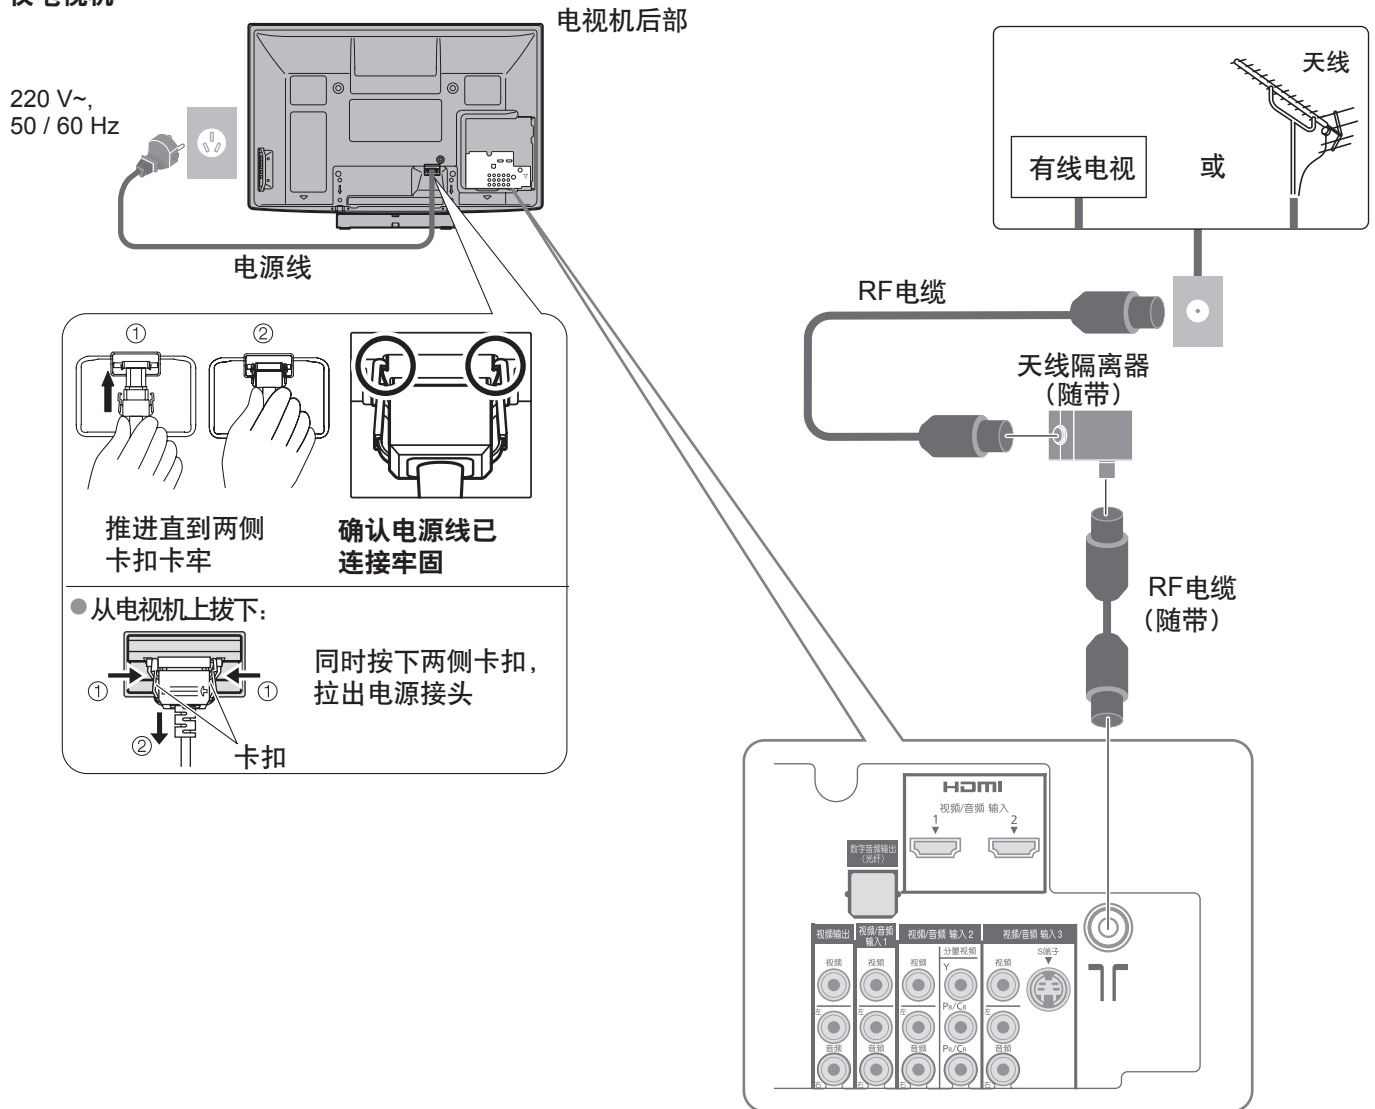 电视机后部
220 V~,
50 / 60 Hz
电源线
天线
有线电视
或
RF电缆
天线隔离器
（随带）
RF电缆
（随带）
①
②
推进直到两侧
卡扣卡牢
确认电源线已
连接牢固
●从电视机上拔下：
①
①
②
卡扣
同时按下两侧卡扣，
拉出电源接头
HDMI
视频/音频 输入
1
2
数字音频输出
（光纤）
视频输出
视频/音频
输入 1
视频/音频 输入 2
视频/音频 输入 3
分量视频
S端子
视频
视频
视频
Y
视频
左
左
左
PB/CB
左
音频
音频
音频
PR/CR
音频
右
右
右
右